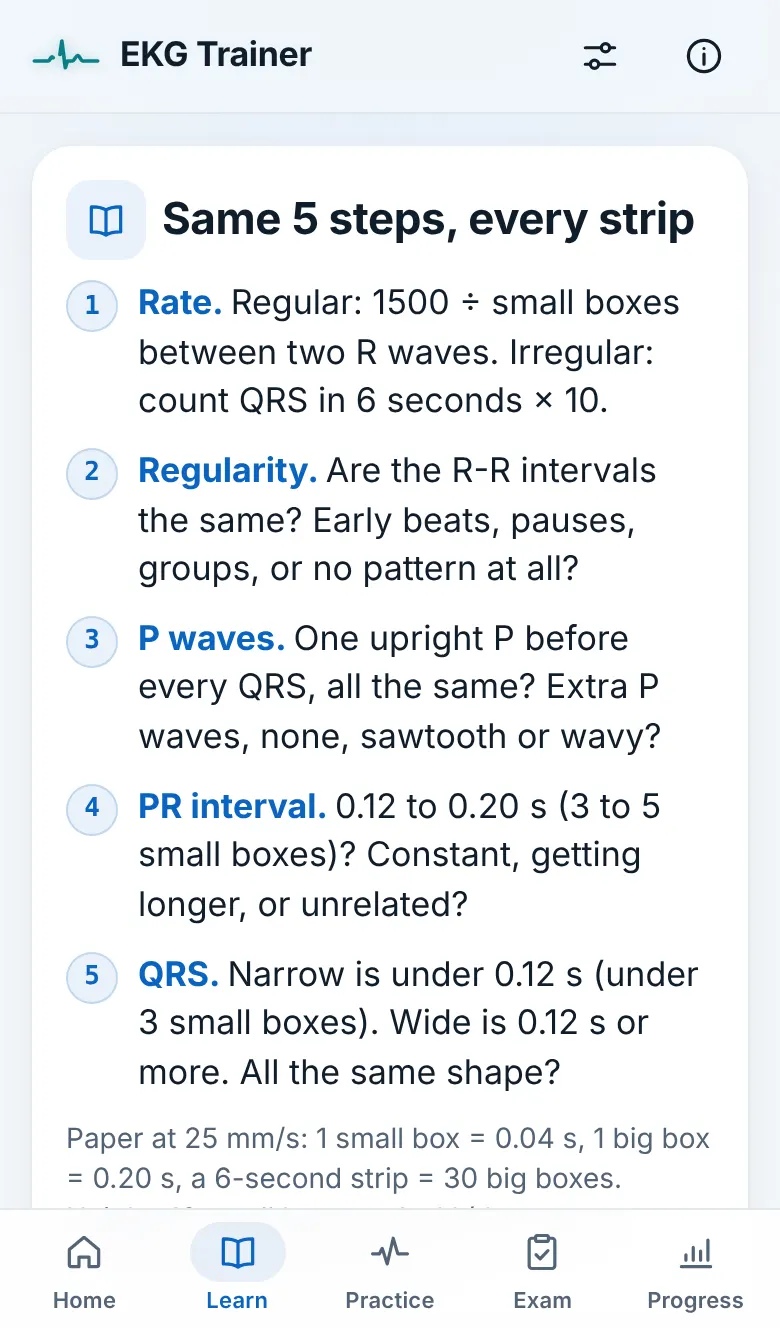 EKG Trainer
Same 5 steps, every strip
1 Rate. Regular: 1500 ÷ small boxes
between two R waves. Irregular:
count QRS in 6 seconds × 10.
2 Regularity. Are the R-R intervals
the same? Early beats, pauses,
groups, or no pattern at all?
3 P waves. One upright P before
every QRS, all the same? Extra P
waves, none, sawtooth or wavy?
4 PR interval. 0.12 to 0.20 s (3 to 5
small boxes)? Constant, getting
longer, or unrelated?
5 QRS. Narrow is under 0.12 s (under
3 small boxes). Wide is 0.12 s or
more. All the same shape?
Paper at 25 mm/s: 1 small box = 0.04 s, 1 big box
= 0.20 s, a 6-second strip = 30 big boxes.
Home Learn Practice Exam Progress